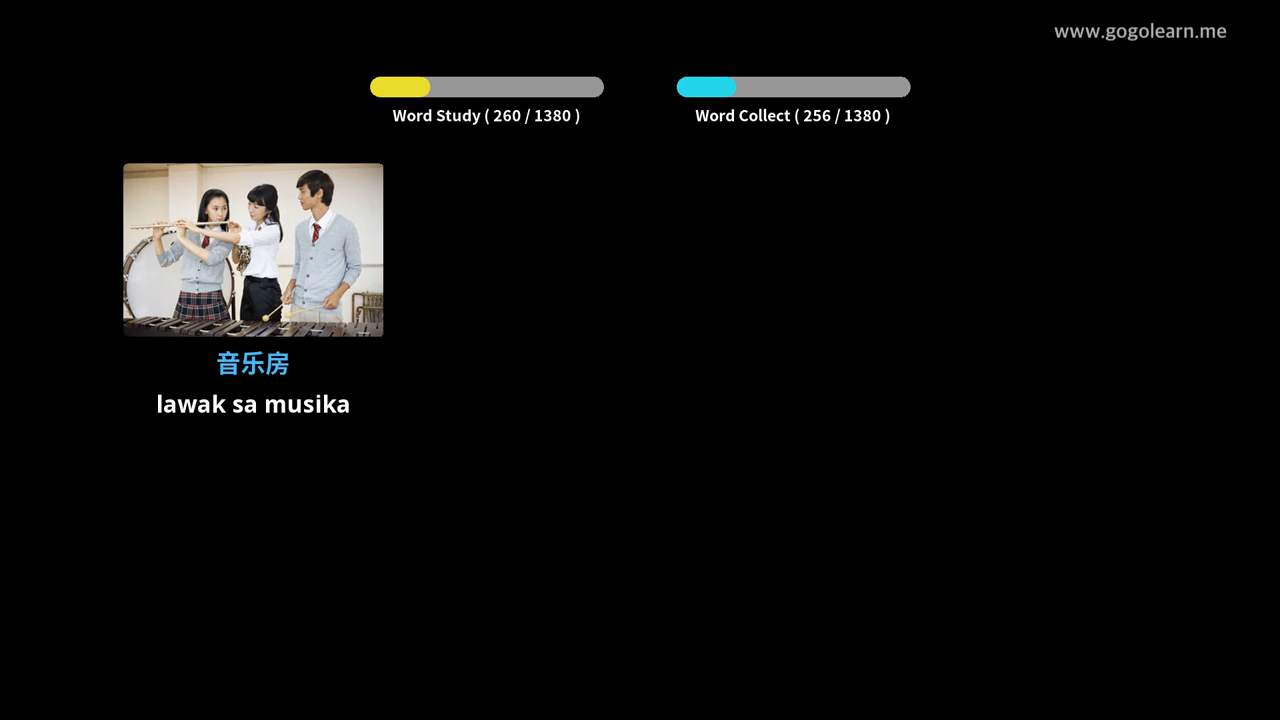 www.gogolearn.me
Word Study ( 260 / 1380 )
Word Collect ( 256 / 1380 )
音乐房
lawak sa musika